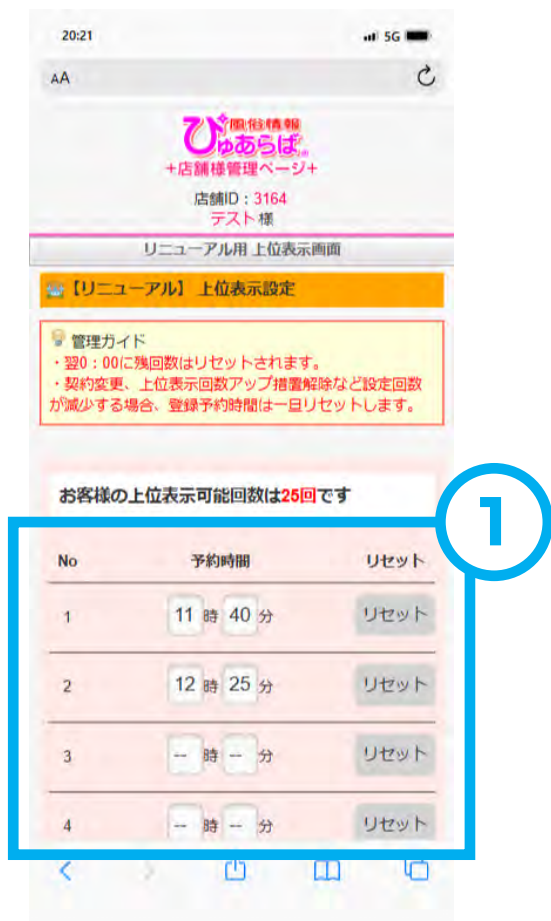 20:21
5G
AA
風俗情報
ぴゅあらば
+店舗様管理ページ+
店舗ID：3164
テスト 様
リニューアル用 上位表示画面
【リニューアル】 上位表示設定
管理ガイド
・翌0：00に残回数はリセットされます。
・契約変更、上位表示回数アップ措置解除など設定回数
が減少する場合、登録予約時間は一旦リセットします。
お客様の上位表示可能回数は25回です
1
No 予約時間 リセット
1 11 時 40 分 リセット
2 12 時 25 分 リセット
3 -- 時 -- 分 リセット
4 -- 時 -- 分 リセット